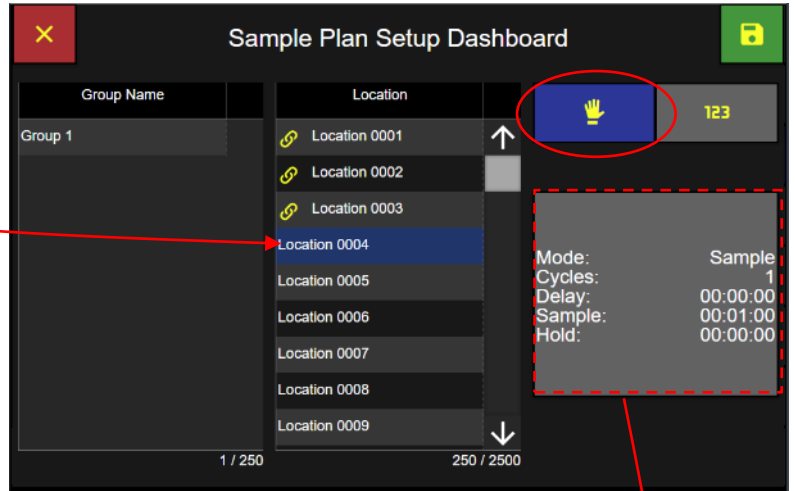 Sample Plan Setup Dashboard
Group Name
Location
123
Group 1
Location 0001
Location 0002
Location 0003
Location 0004
Location 0005
Location 0006
Location 0007
Location 0008
Location 0009
1 / 250
250 / 2500
Mode: Sample
Cycles: 1
Delay: 00:00:00
Sample: 00:01:00
Hold: 00:00:00